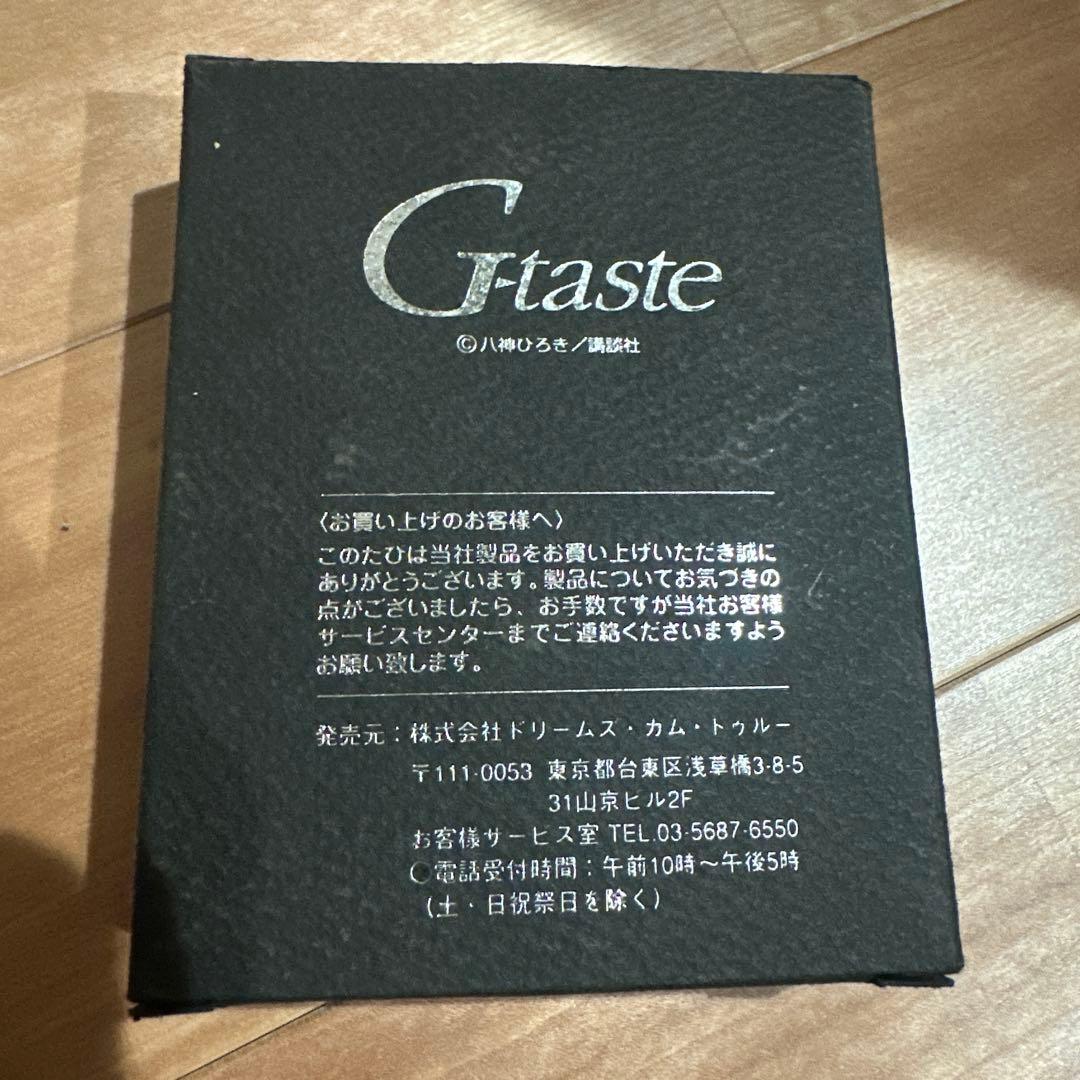 G-taste
©八神ひろき／講談社
〈お買い上げのお客様へ〉
このたびは当社製品をお買い上げいただき誠に
ありがとうございます。製品についてお気づきの
点がございましたら、お手数ですが当社お客様
サービスセンターまでご連絡くださいますよう
お願い致します。
発売元：株式会社ドリームズ・カム・トゥルー
〒111-0053 東京都台東区浅草橋3-8-5
31山京ビル2F
お客様サービス室 TEL.03-5687-6550
○電話受付時間：午前10時〜午後5時
(土・日祝祭日を除く)